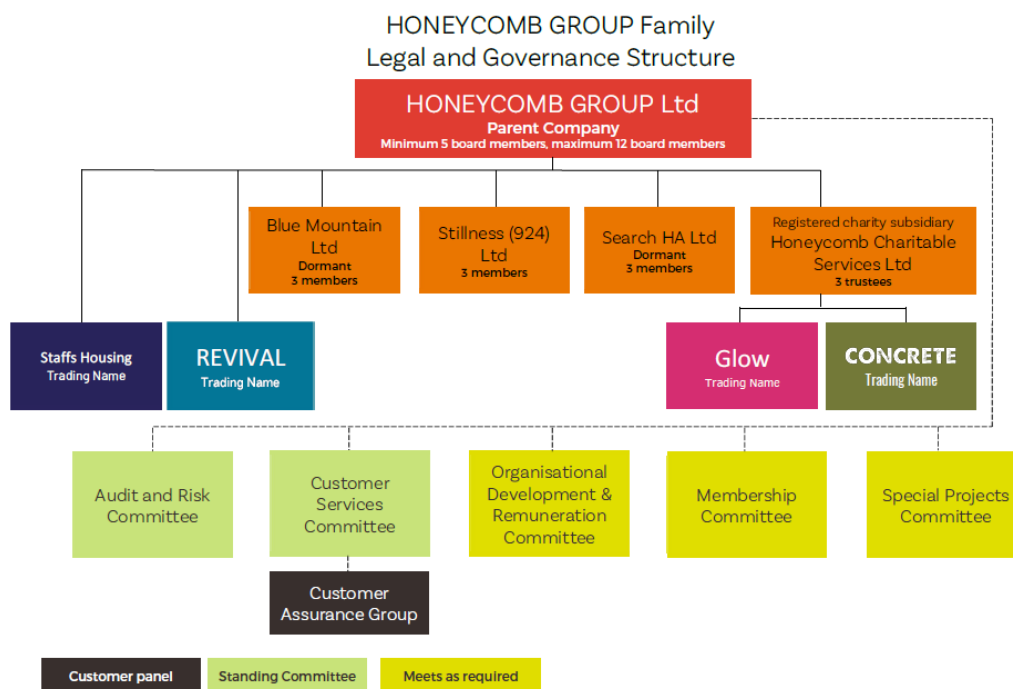 HONEYCOMB GROUP Family
Legal and Governance Structure
HONEYCOMB GROUP Ltd
Parent Company
Minimum 5 board members, maximum 12 board members
Blue Mountain
Ltd
Dormant
3 members
Stillness (924)
Ltd
3 members
Search HA Ltd
Dormant
3 members
Registered charity subsidiary
Honeycomb Charitable
Services Ltd
3 trustees
Staffs Housing
Trading Name
REVIVAL
Trading Name
Glow
Trading Name
CONCRETE
Trading Name
Audit and Risk
Committee
Customer
Services
Committee
Organisational
Development &
Remuneration
Committee
Membership
Committee
Special Projects
Committee
Customer
Assurance Group
Customer panel
Standing Committee
Meets as required